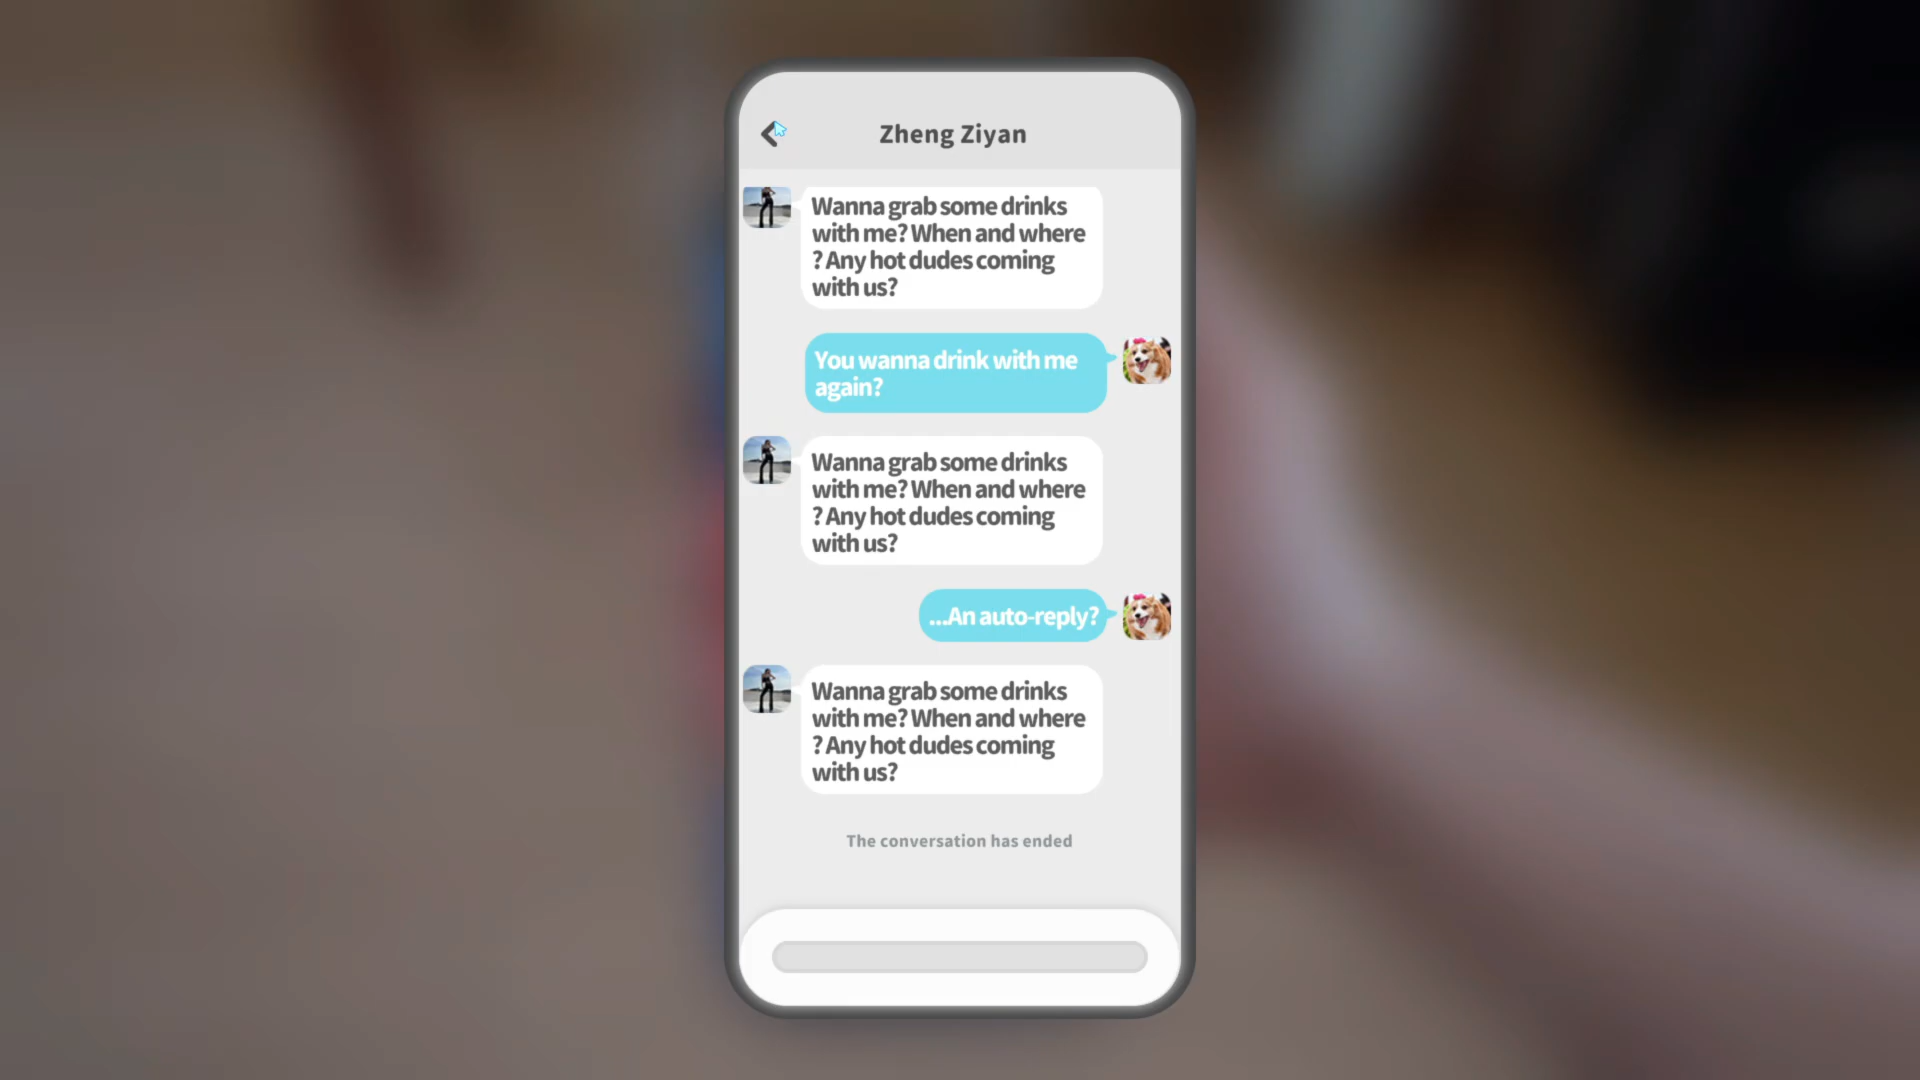 Zheng Ziyan
Wanna grab some drinks
with me? When and where
? Any hot dudes coming
with us?
You wanna drink with me
again?
Wanna grab some drinks
with me? When and where
? Any hot dudes coming
with us?
...An auto-reply?
Wanna grab some drinks
with me? When and where
? Any hot dudes coming
with us?
The conversation has ended